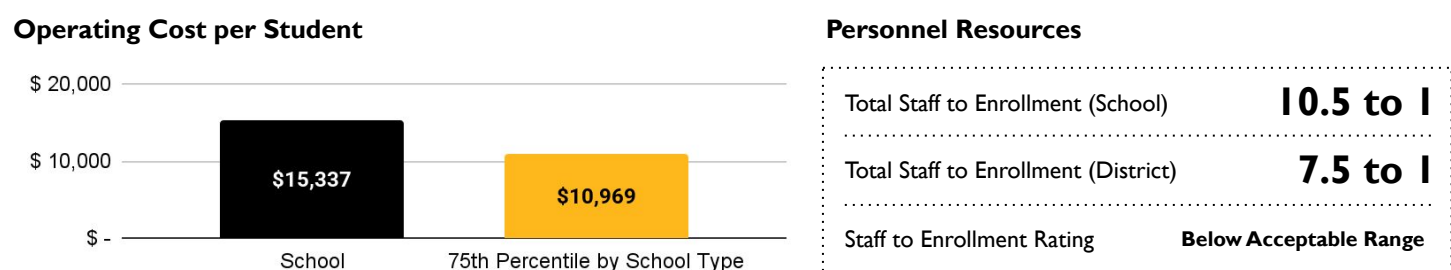 Operating Cost per Student
$ 20,000
$ 10,000
$ -
$15,337
$10,969
School
75th Percentile by School Type
Personnel Resources
Total Staff to Enrollment (School) 10.5 to 1
Total Staff to Enrollment (District) 7.5 to 1
Staff to Enrollment Rating Below Acceptable Range